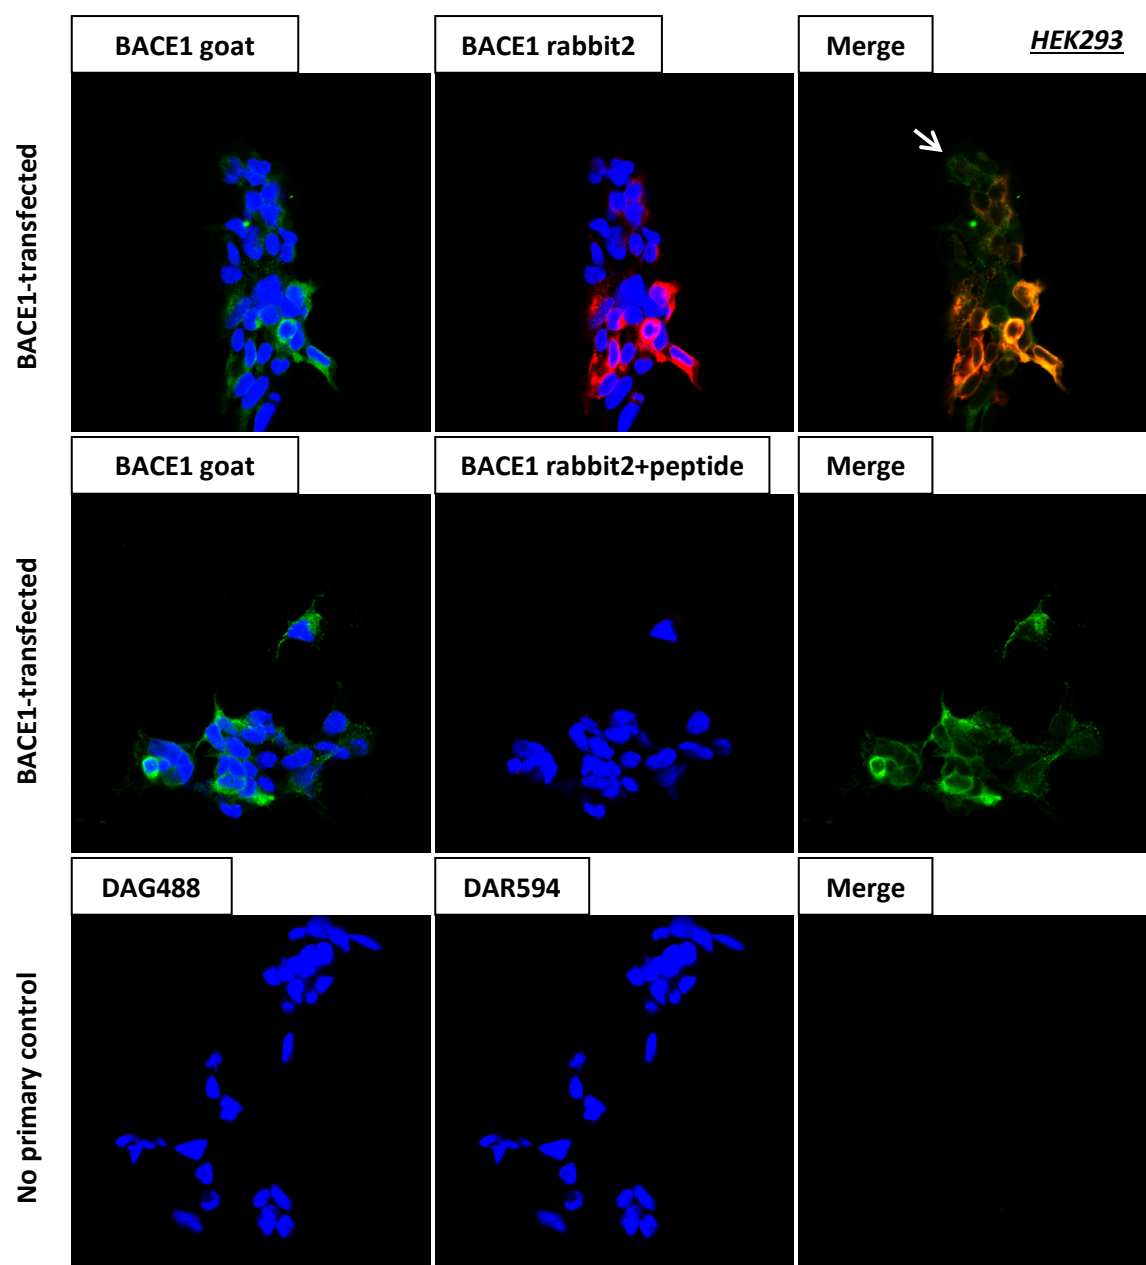 BACE1 goat
BACE1 rabbit2
Merge
HEK293
BACE1-transfected
BACE1 goat
BACE1 rabbit2+peptide
Merge
BACE1-transfected
DAG488
DAR594
Merge
No primary control